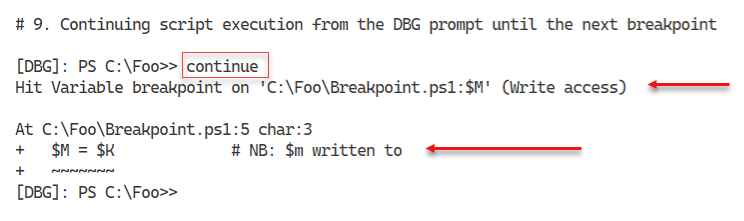 # 9. Continuing script execution from the DBG prompt until the next breakpoint
[DBG]: PS C:\Foo>> continue
Hit Variable breakpoint on 'C:\Foo\Breakpoint.ps1:$M' (Write access)
At C:\Foo\Breakpoint.ps1:5 char:3
+   $M = $K             # NB: $m written to
+   ~~~~~~~
[DBG]: PS C:\Foo>>